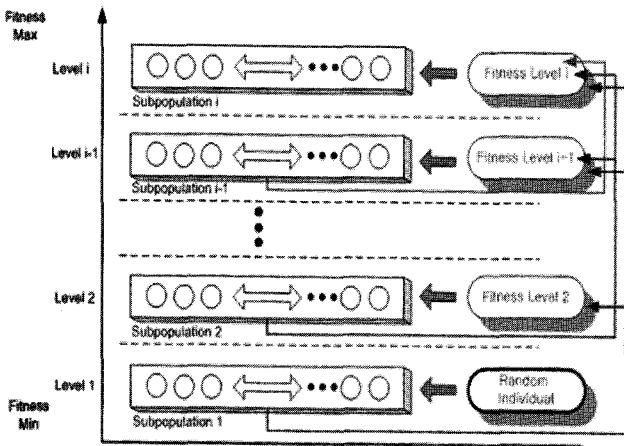 Fitness
Max
Level i
Fitness Level i
Subpopulation i
Level i-1
Fitness Level i-1
Subpopulation i-1
Level 2
Fitness Level 2
Subpopulation 2
Level 1
Random
Individual
Fitness
Min
Subpopulation 1